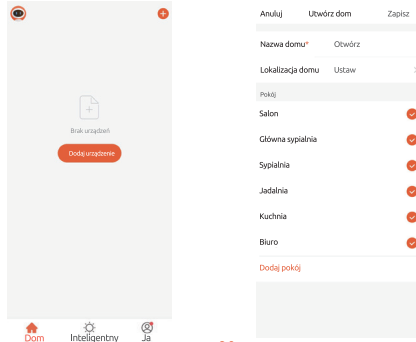 Brak urządzeń
Dodaj urządzenie
Dom Inteligentny Ja
Anuluj Utwórz dom Zapisz
Nazwa domu* Otwórz
Lokalizacja domu Ustaw
Pokój
Salon
Główna sypialnia
Sypialnia
Jadalnia
Kuchnia
Biuro
Dodaj pokój